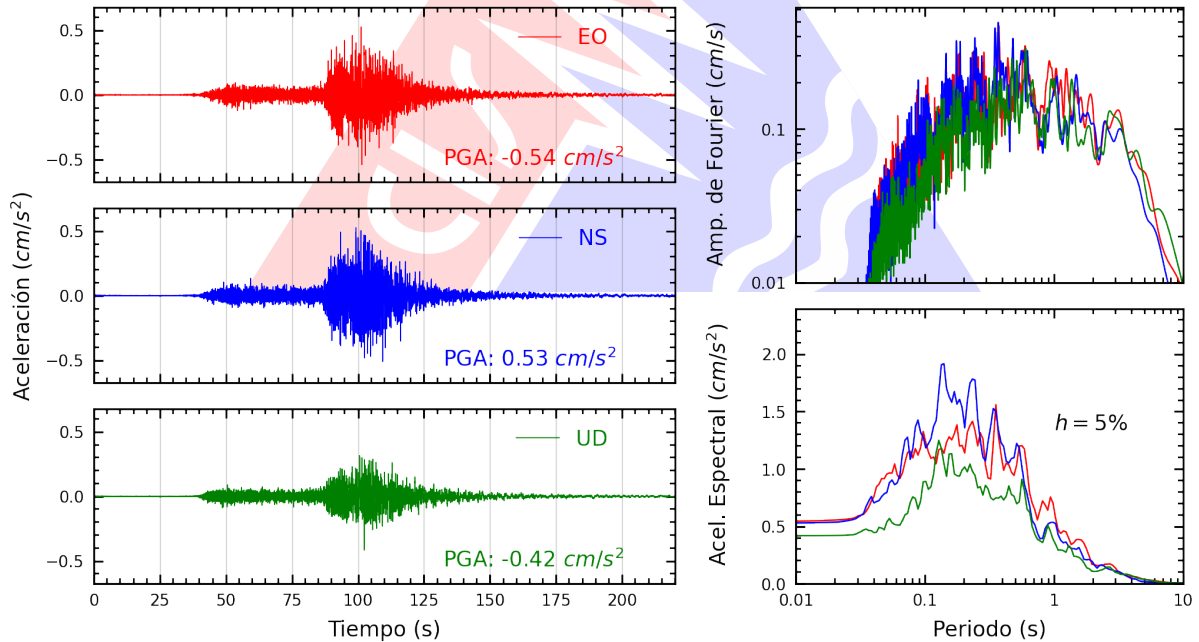 Aceleración (cm/s²)
0.5
0.0
−0.5
EO
PGA: -0.54 cm/s²
0.5
0.0
−0.5
NS
PGA: 0.53 cm/s²
0.5
0.0
−0.5
UD
PGA: -0.42 cm/s²
0 25 50 75 100 125 150 175 200
Tiempo (s)
Amp. de Fourier (cm/s)
0.1
0.01
Acel. Espectral (cm/s²)
2.0
1.5
1.0
0.5
0.0
h = 5%
0.01 0.1 1 10
Periodo (s)